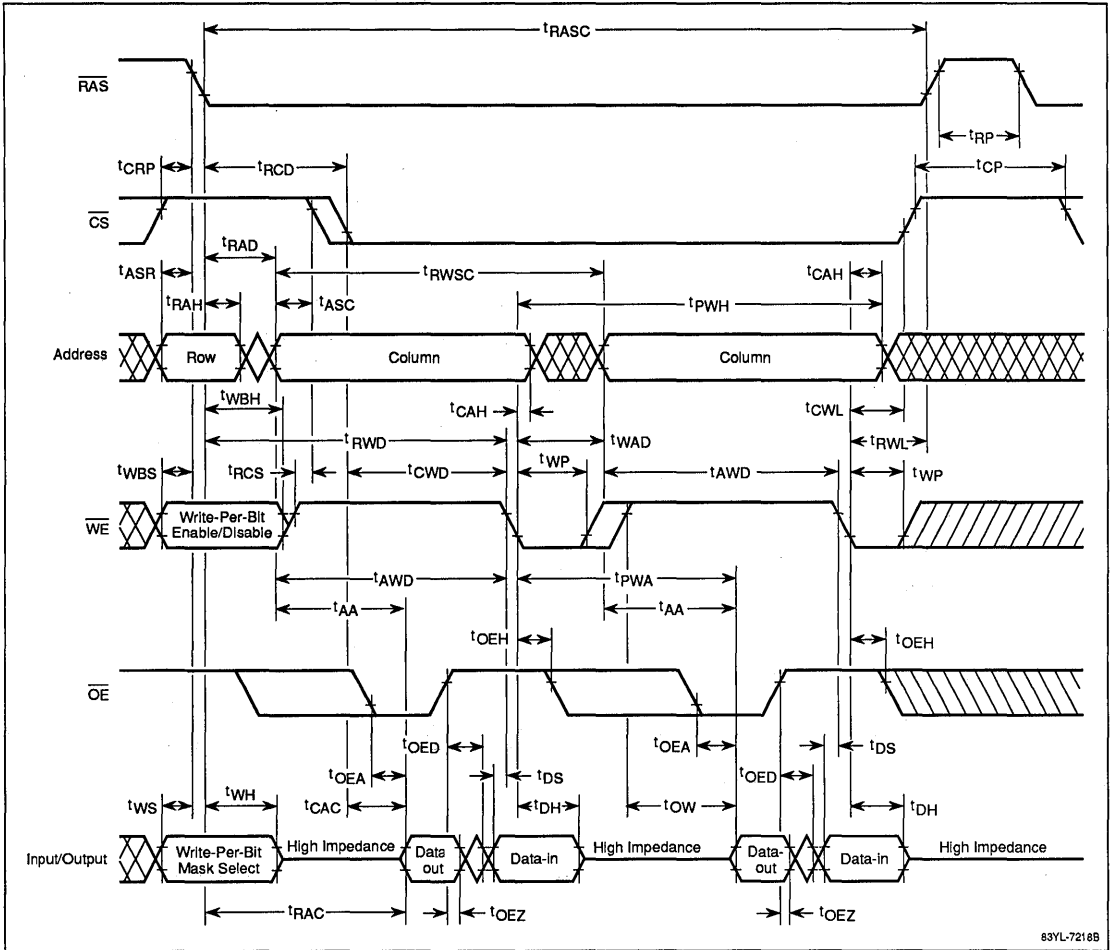 tRASC
RAS
tRP
tCRP
tRCD
tCP
CS
tRAD
tASR
tRWSC
tCAH
tRAH
tASC
tPWH
Address
Row
Column
Column
tWBH
tCAH
tCWL
tRWD
tWAD
tRWL
tWBS
tRCS
tCWD
tWP
tAWD
tWP
WE
Write-Per-Bit
Enable/Disable
tAWD
tPWA
tAA
tAA
tOEH
tOEH
OE
tOED
tOEA
tDS
tOEA
tOED
tDS
tWS
tWH
tCAC
tDH
tOW
tDH
Input/Output
Write-Per-Bit
Mask Select
High Impedance
Data
out
Data-in
High Impedance
Data-
out
Data-in
High Impedance
tRAC
tOEZ
tOEZ
83YL-7218B